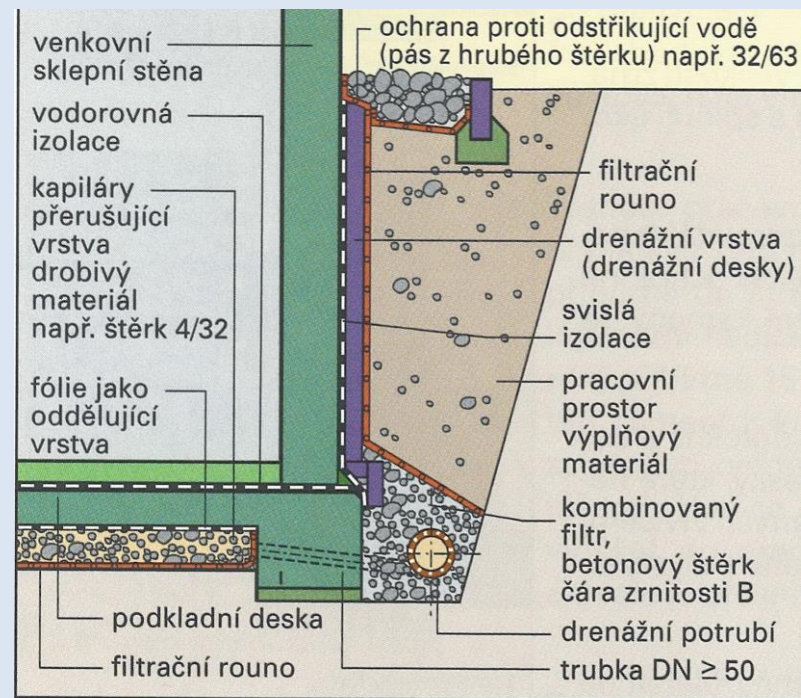 venkovní
sklepní stěna
vodorovná
izolace
kapiláry
přerušující
vrstva
drobivý
materiál
např. štěrk 4/32
fólie jako
oddělující
vrstva
podkladní deska
filtrační rouno
ochrana proti odstřikující vodě
(pás z hrubého štěrku) např. 32/63
filtrační
rouno
drenážní vrstva
(drenážní desky)
svislá
izolace
pracovní
prostor
výplňový
materiál
kombinovaný
filtr,
betonový štěrk
čára zrnitosti B
drenážní potrubí
trubka DN ≥ 50